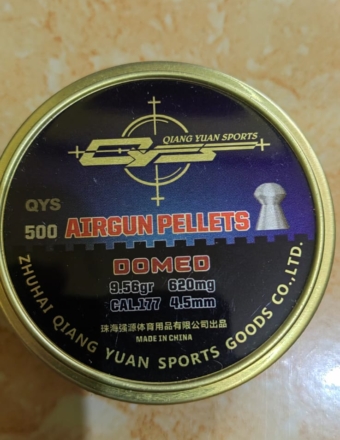 QIANG YUAN SPORTS
QYS
QYS
500 AIRGUN PELLETS
DOMED
9.56gr 620mg
CAL.177 4.5mm
珠海强源体育用品有限公司出品
MADE IN CHINA
ZHUHAI QIANG YUAN SPORTS GOODS CO.,LTD.